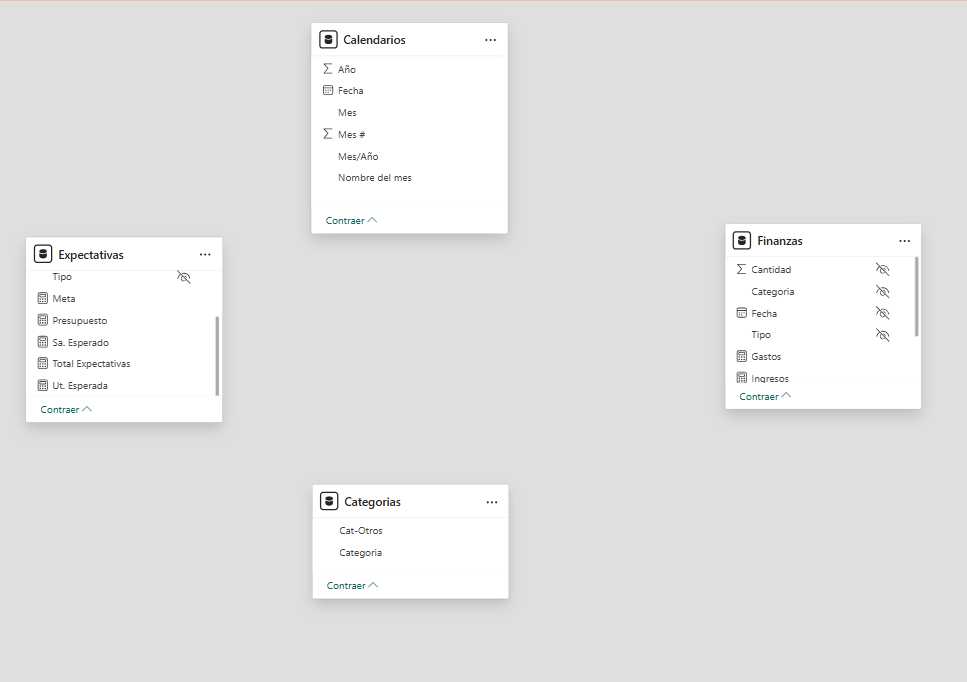 Calendarios
Año
Fecha
Mes
Mes #
Mes/Año
Nombre del mes
Contraer
Expectativas
Tipo
Meta
Presupuesto
Sa. Esperado
Total Expectativas
Ut. Esperada
Contraer
Finanzas
Cantidad
Categoria
Fecha
Tipo
Gastos
Ingresos
Contraer
Categorias
Cat-Otros
Categoria
Contraer